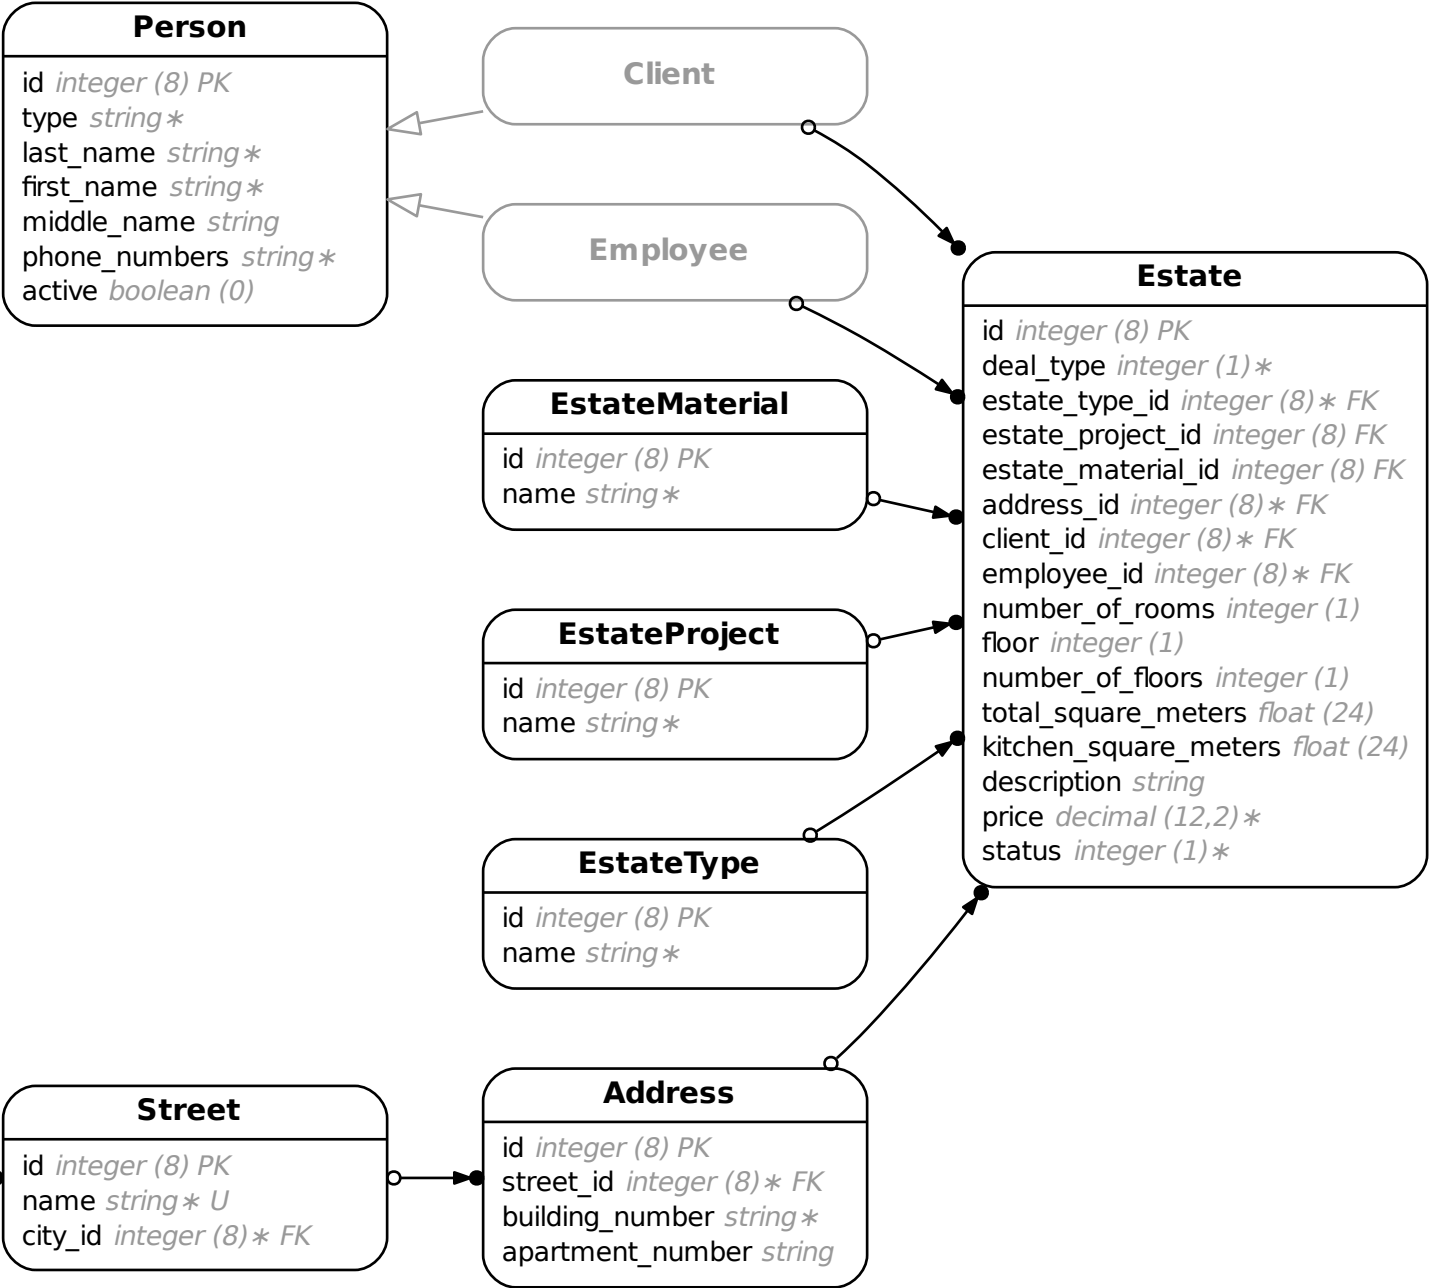 Person
id integer (8) PK
type string∗
last_name string∗
first_name string∗
middle_name string
phone_numbers string∗
active boolean (0)
Client
Employee
EstateMaterial
id integer (8) PK
name string∗
EstateProject
id integer (8) PK
name string∗
EstateType
id integer (8) PK
name string∗
Estate
id integer (8) PK
deal_type integer (1)∗
estate_type_id integer (8)∗ FK
estate_project_id integer (8) FK
estate_material_id integer (8) FK
address_id integer (8)∗ FK
client_id integer (8)∗ FK
employee_id integer (8)∗ FK
number_of_rooms integer (1)
floor integer (1)
number_of_floors integer (1)
total_square_meters float (24)
kitchen_square_meters float (24)
description string
price decimal (12,2)∗
status integer (1)∗
Street
id integer (8) PK
name string∗ U
city_id integer (8)∗ FK
Address
id integer (8) PK
street_id integer (8)∗ FK
building_number string∗
apartment_number string